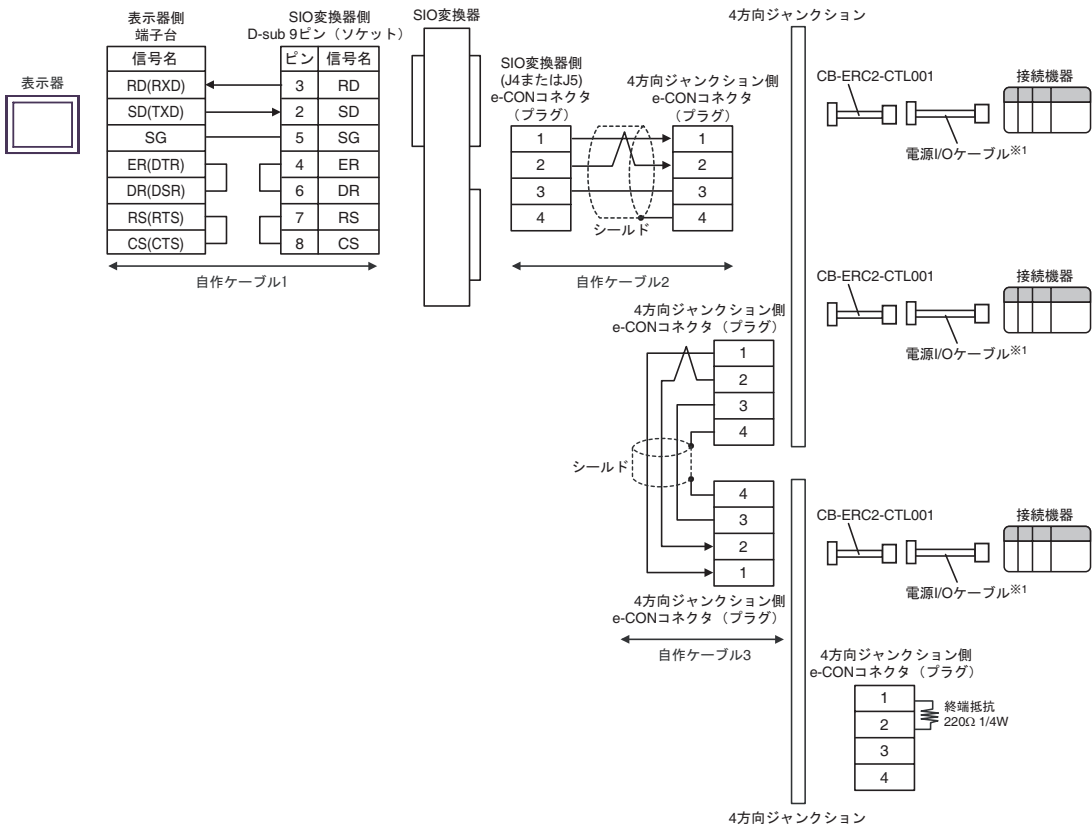 表示器
表示器側
端子台
信号名
RD(RXD)
SD(TXD)
SG
ER(DTR)
DR(DSR)
RS(RTS)
CS(CTS)
SIO変換器側
D-sub 9ピン（ソケット）
ピン 信号名
3 RD
2 SD
5 SG
4 ER
6 DR
7 RS
8 CS
自作ケーブル1
SIO変換器
SIO変換器側
(J4またはJ5)
e-CONコネクタ
（プラグ）
1
2
3
4
シールド
4方向ジャンクション側
e-CONコネクタ
（プラグ）
1
2
3
4
自作ケーブル2
4方向ジャンクション
CB-ERC2-CTL001
電源I/Oケーブル※1
接続機器
CB-ERC2-CTL001
電源I/Oケーブル※1
接続機器
4方向ジャンクション側
e-CONコネクタ（プラグ）
1
2
3
4
シールド
4
3
2
1
4方向ジャンクション側
e-CONコネクタ（プラグ）
自作ケーブル3
CB-ERC2-CTL001
電源I/Oケーブル※1
接続機器
4方向ジャンクション側
e-CONコネクタ（プラグ）
1
2
3
4
終端抵抗
220Ω 1/4W
4方向ジャンクション